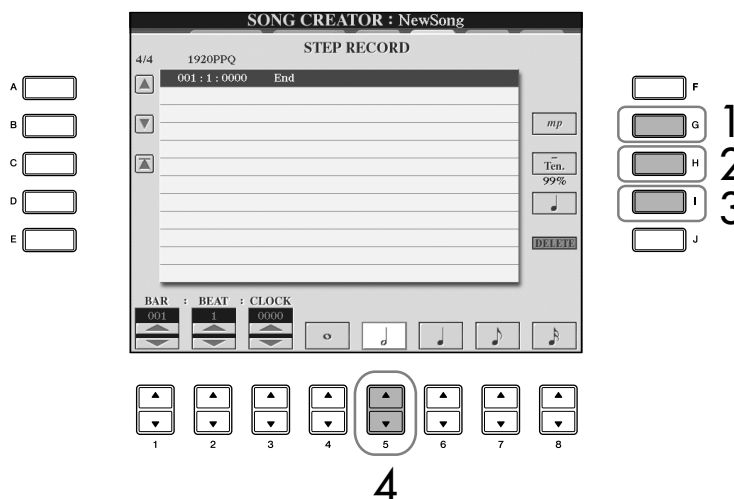 SONG CREATOR : NewSong
STEP RECORD
4/4 1920PPQ
001 : 1 : 0000 End
A
B
C
D
E
mp
Ten.
99%
DELETE
F
G
H
I
J
1
2
3
BAR : BEAT : CLOCK
001 1 0000
1 2 3 4 5 6 7 8
4